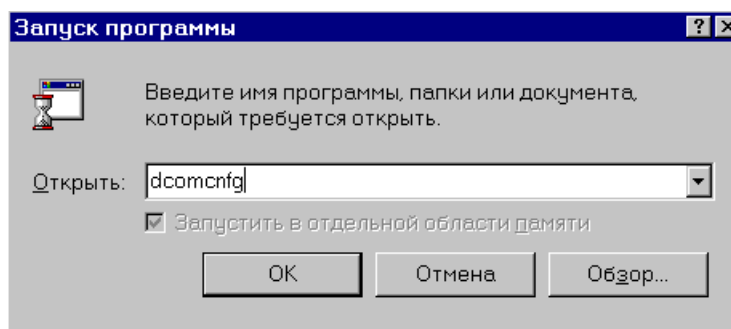 Запуск программы
Введите имя программы, папки или документа,
который требуется открыть.
Открыть: dcomcnfg
Запустить в отдельной области памяти
OK Отмена Обзор...